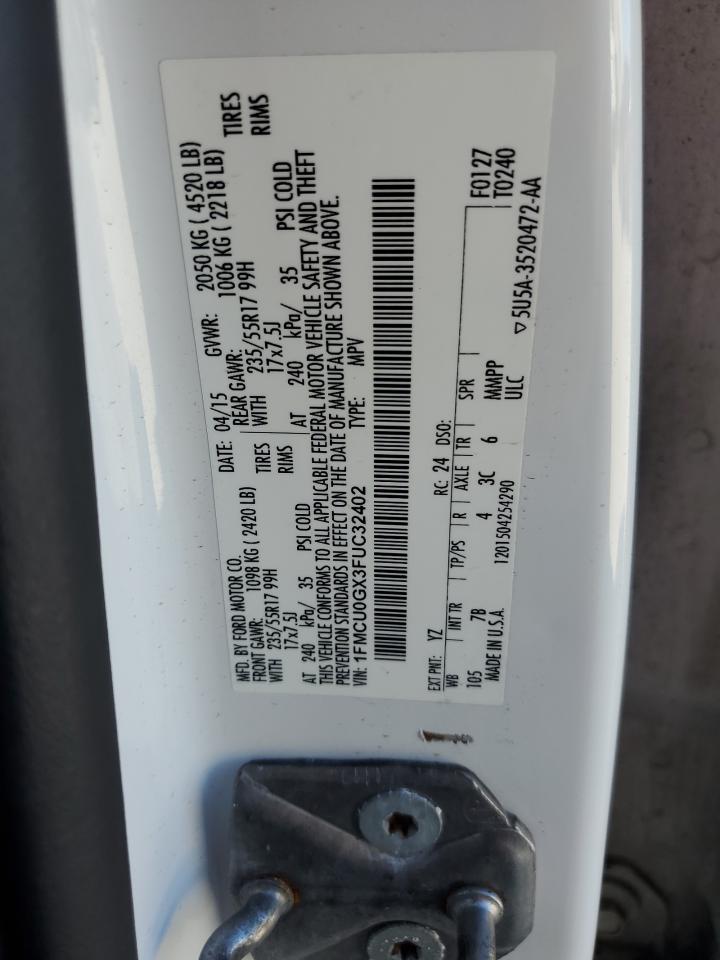 MFD. BY FORD MOTOR CO. DATE: 04/15 GVWR: 2050 KG ( 4520 LB)
FRONT GAWR: 1098 KG ( 2420 LB) REAR GAWR: 1006 KG ( 2218 LB)
WITH 235/55R17 99H TIRES WITH 235/55R17 99H TIRES
17x7.5J RIMS 17x7.5J RIMS
AT 240 kPa/ 35 PSI COLD AT 240 kPa/ 35 PSI COLD
THIS VEHICLE CONFORMS TO ALL APPLICABLE FEDERAL MOTOR VEHICLE SAFETY AND THEFT
PREVENTION STANDARDS IN EFFECT ON THE DATE OF MANUFACTURE SHOWN ABOVE.
VIN: 1FMCU0GX3FUC32402 TYPE: MPV
EXT PNT: YZ RC: 24 DSO: F0127
WB INT TR TP/PS R AXLE TR SPR T0240
105 7B 4 3C 6 MMPP
MADE IN U.S.A. 1201504254290 ULC ▽5U5A-3520472-AA